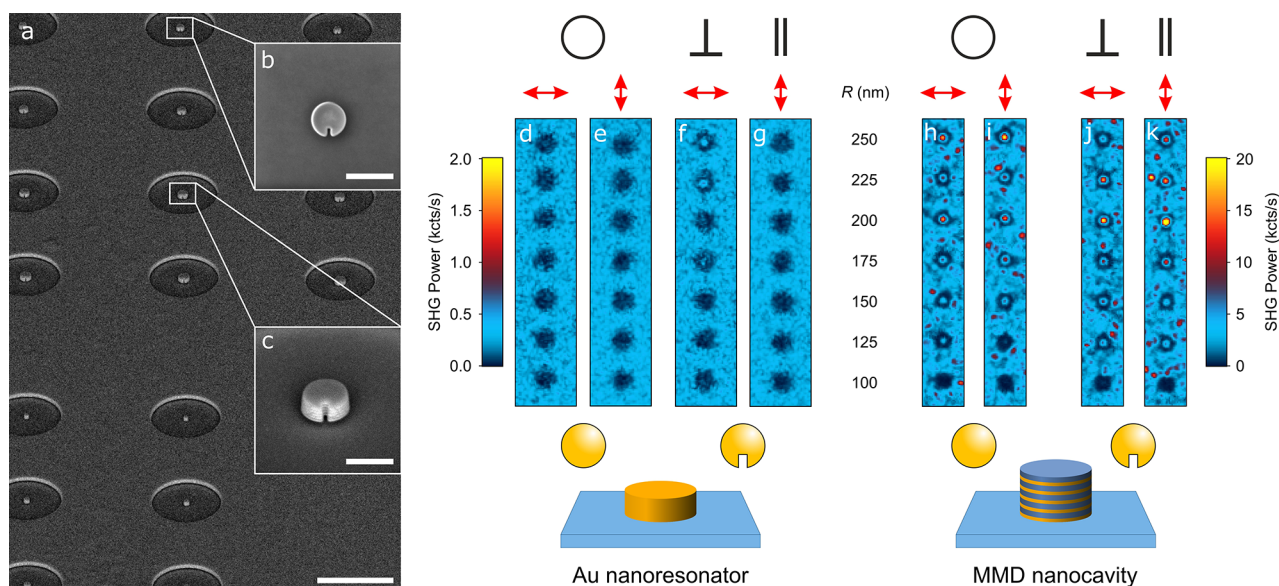 a
b
c
2.0
1.5
1.0
0.5
0.0
SHG Power (kcts/s)
d
e
f
g
R (nm)
250
225
200
175
150
125
100
h
i
j
k
20
15
10
5
0
SHG Power (kcts/s)
Au nanoresonator
MMD nanocavity